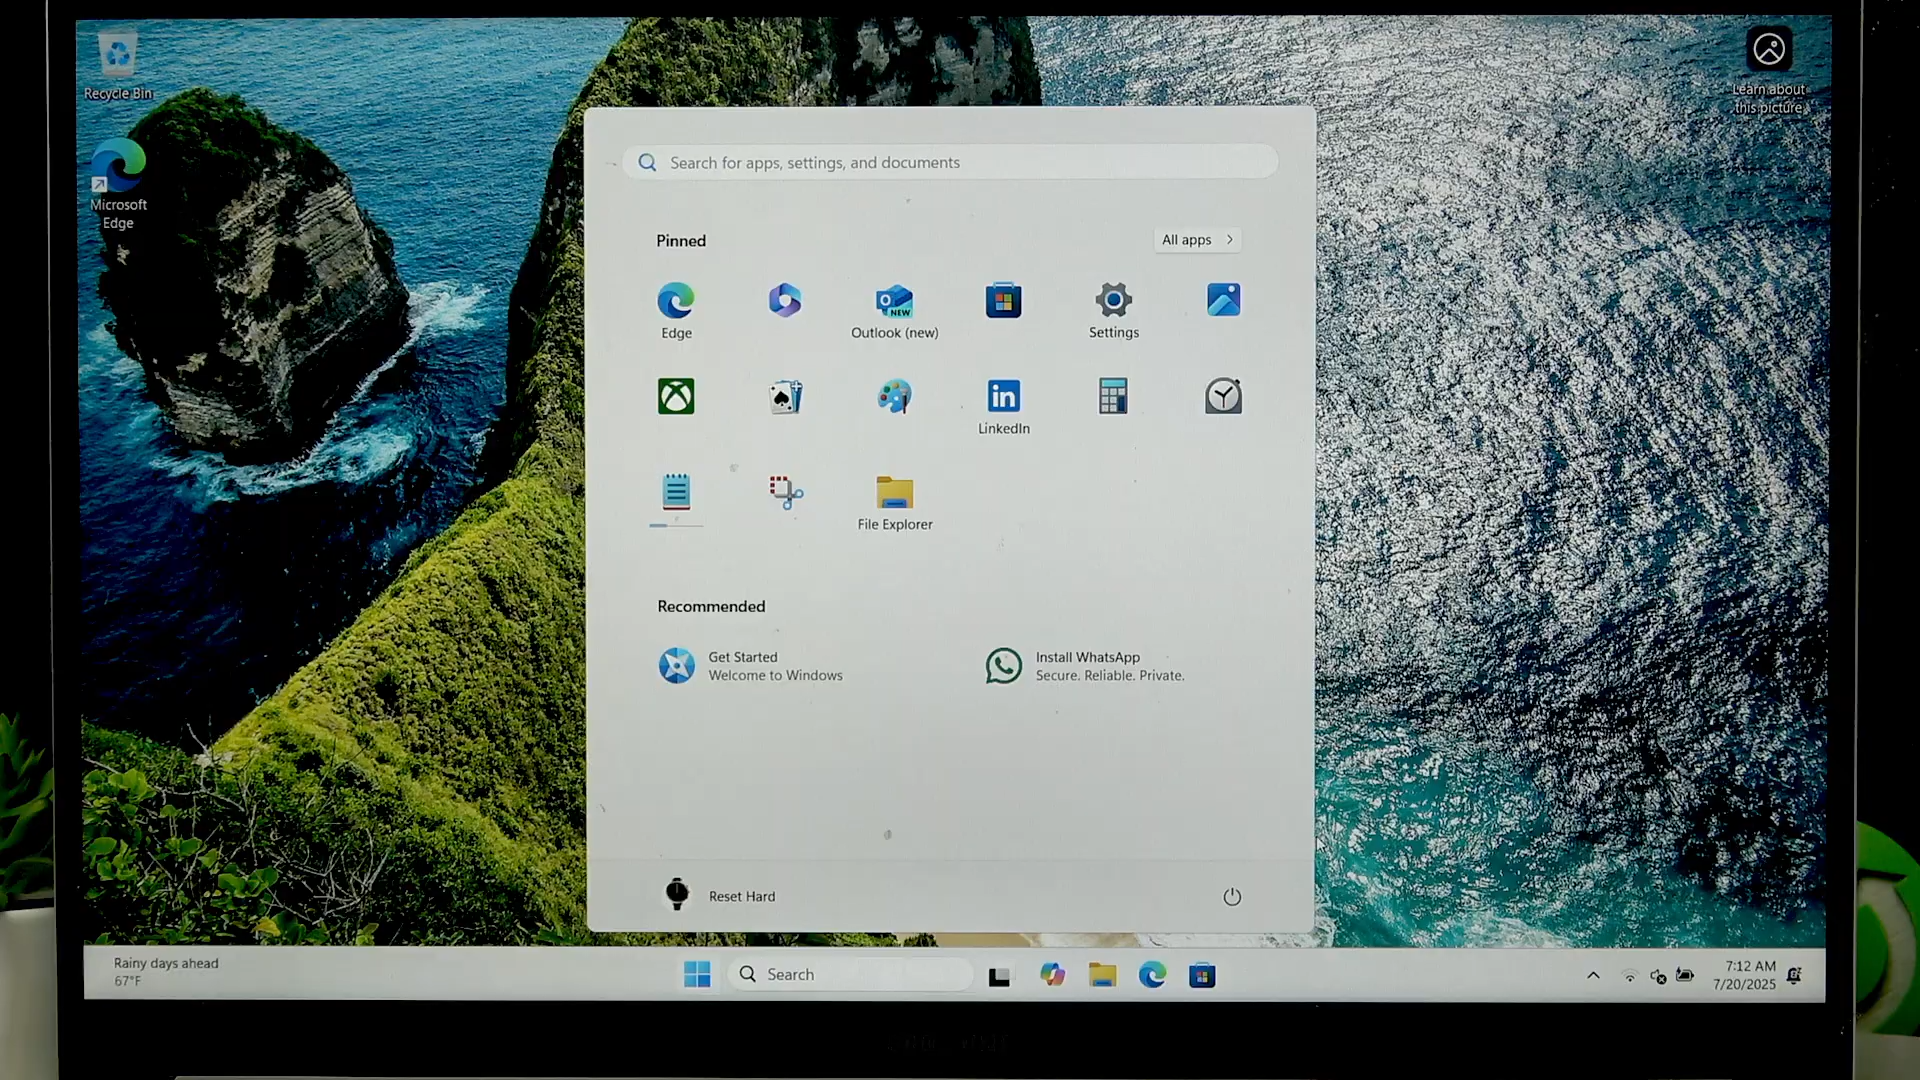 Recycle Bin
Microsoft
Edge
Learn about
this picture
Search for apps, settings, and documents
Pinned
All apps
Edge
Outlook (new)
NEW
Settings
in
LinkedIn
File Explorer
Recommended
Get Started
Welcome to Windows
Install WhatsApp
Secure. Reliable. Private.
Reset Hard
Rainy days ahead
67°F
Search
7:12 AM
7/20/2025